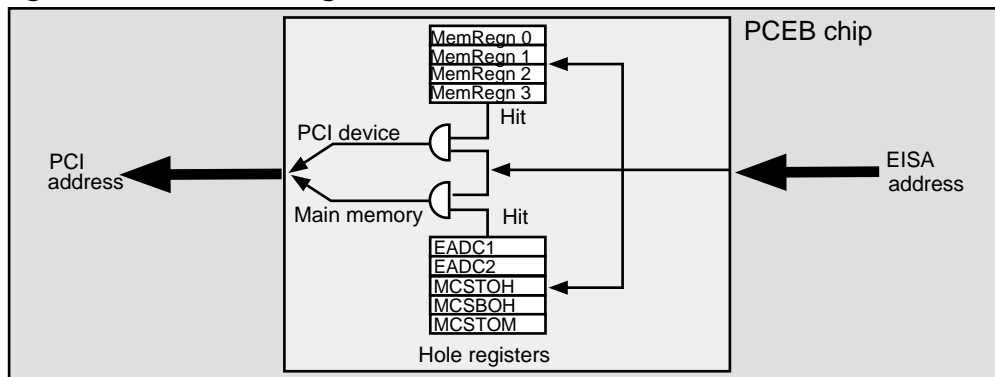 PCEB chip
MemRegn 0
MemRegn 1
MemRegn 2
MemRegn 3
Hit
PCI device
PCI
address
EISA
address
Main memory
Hit
EADC1
EADC2
MCSTOH
MCSBOH
MCSTOM
Hole registers